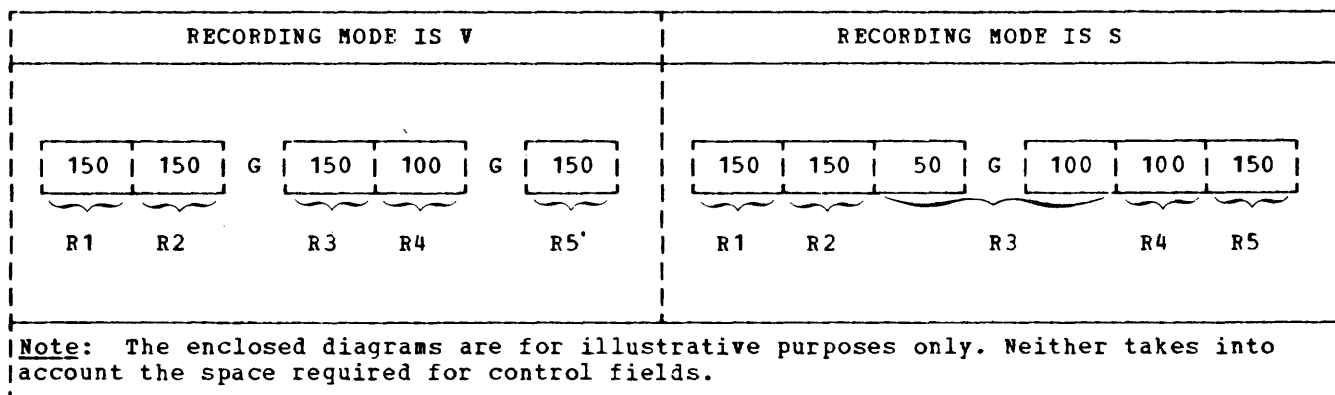 RECORDING MODE IS V
RECORDING MODE IS S
150 150 G 150 100 G 150
150 150 50 G 100 100 150
R1 R2 R3 R4 R5'
R1 R2 R3 R4 R5
Note: The enclosed diagrams are for illustrative purposes only. Neither takes into
account the space required for control fields.